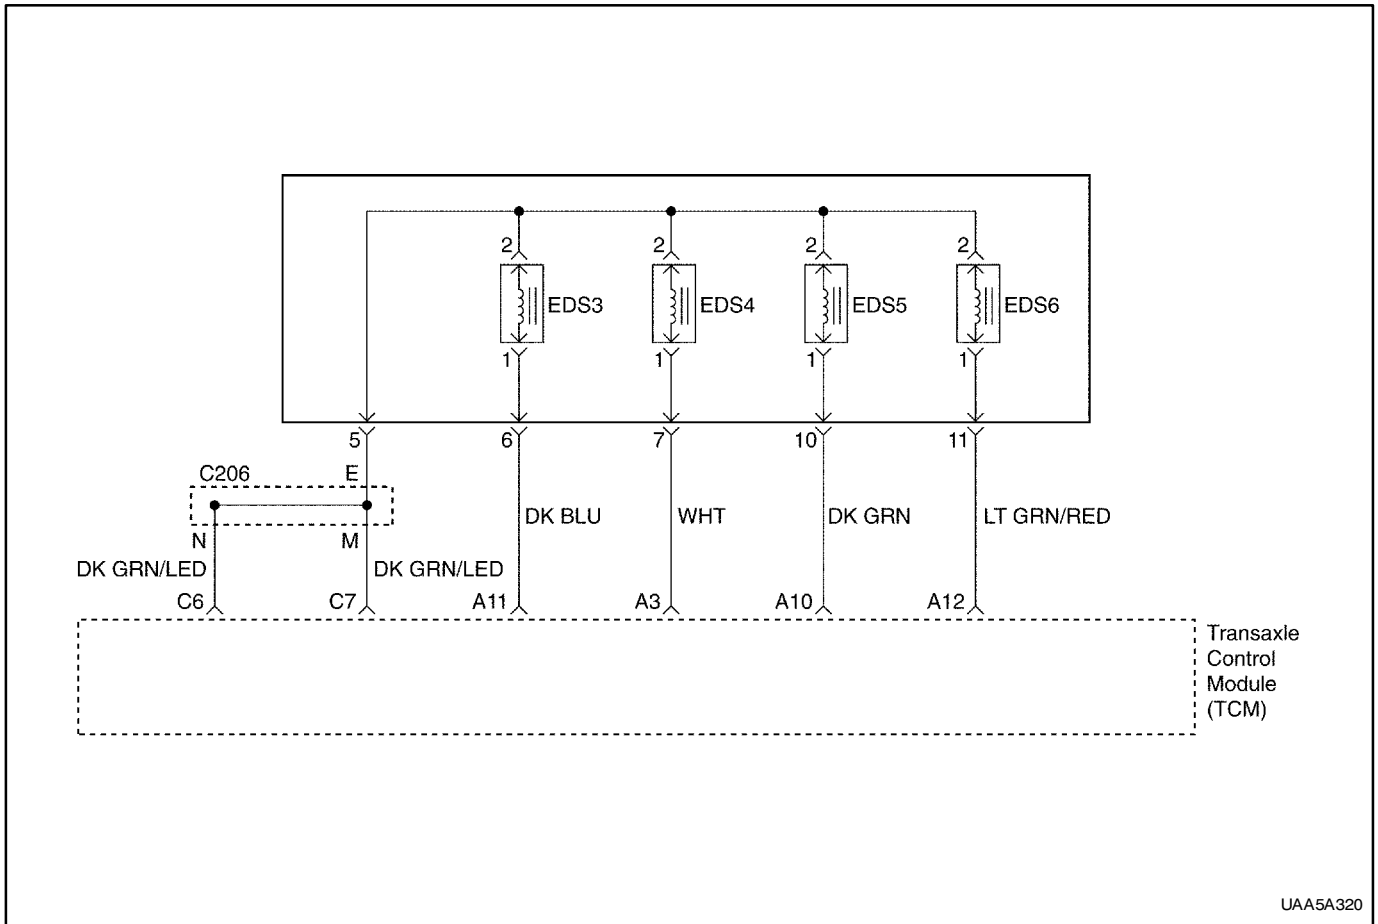 2 2 2 2
EDS3 EDS4 EDS5 EDS6
1 1 1 1
5 6 7 10 11
C206 E
DK BLU WHT DK GRN LT GRN/RED
N M
DK GRN/LED DK GRN/LED
C6 C7 A11 A3 A10 A12
Transaxle
Control
Module
(TCM)
UAA5A320